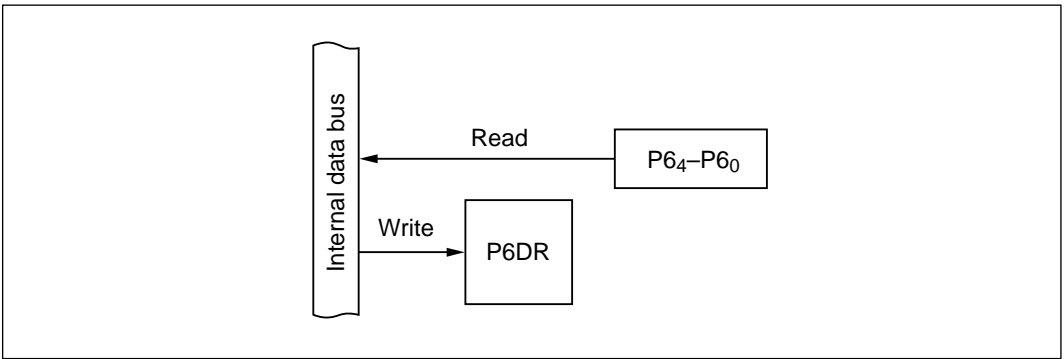 Internal data bus
Read
P6₄–P6₀
Write
P6DR